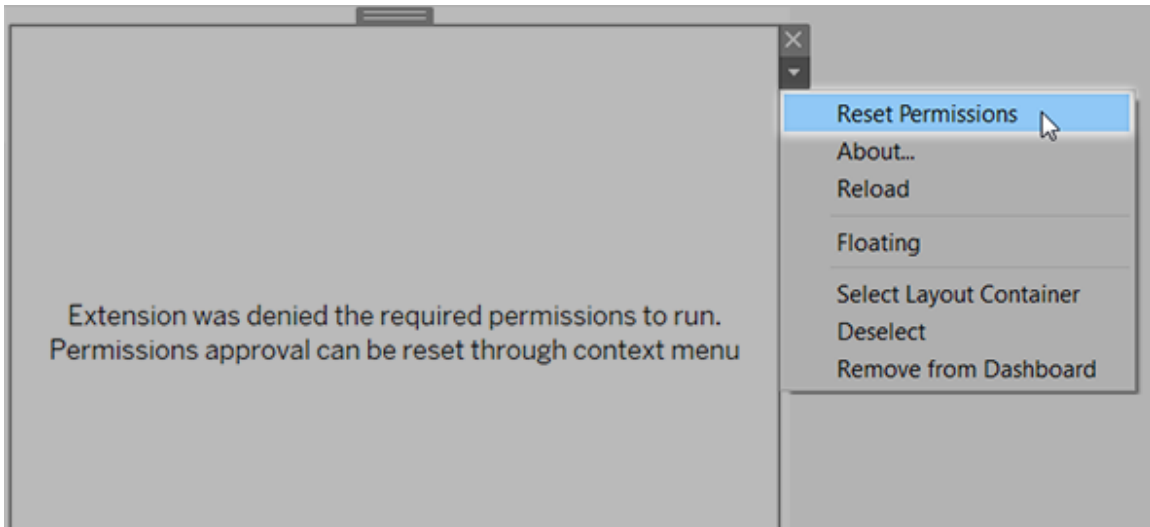 Reset Permissions
About...
Reload
Floating
Select Layout Container
Deselect
Remove from Dashboard
Extension was denied the required permissions to run.
Permissions approval can be reset through context menu